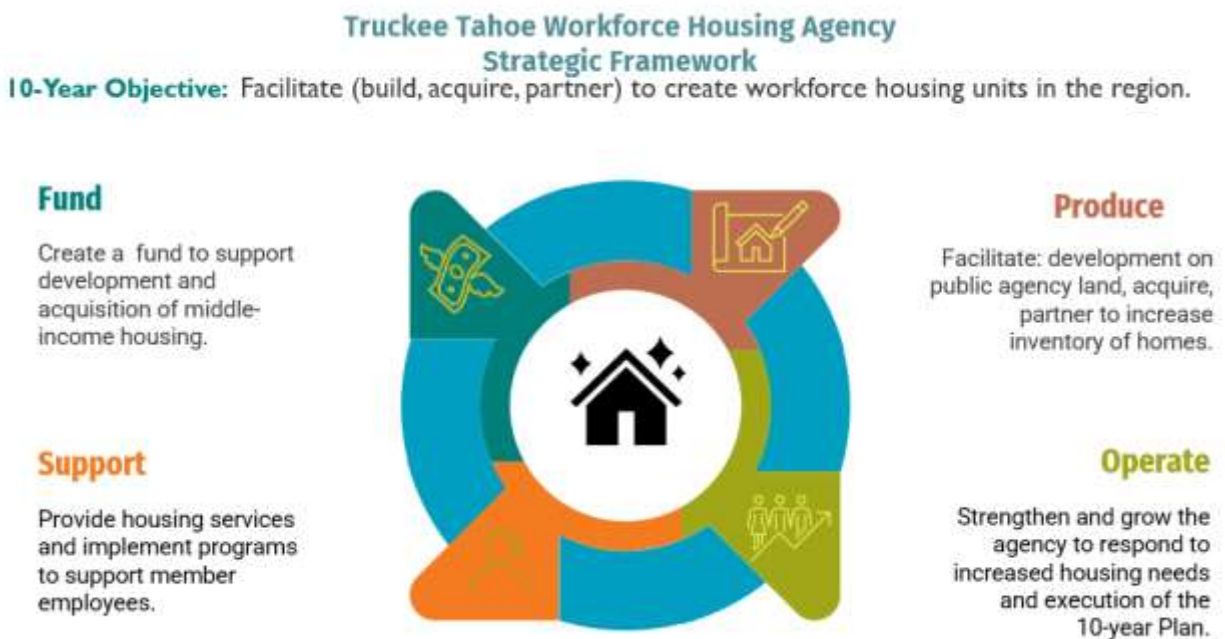 Truckee Tahoe Workforce Housing Agency
Strategic Framework
10-Year Objective: Facilitate (build, acquire, partner) to create workforce housing units in the region.
Fund
Create a fund to support
development and
acquisition of middle-
income housing.
Produce
Facilitate: development on
public agency land, acquire,
partner to increase
inventory of homes.
Support
Provide housing services
and implement programs
to support member
employees.
Operate
Strengthen and grow the
agency to respond to
increased housing needs
and execution of the
10-year Plan.